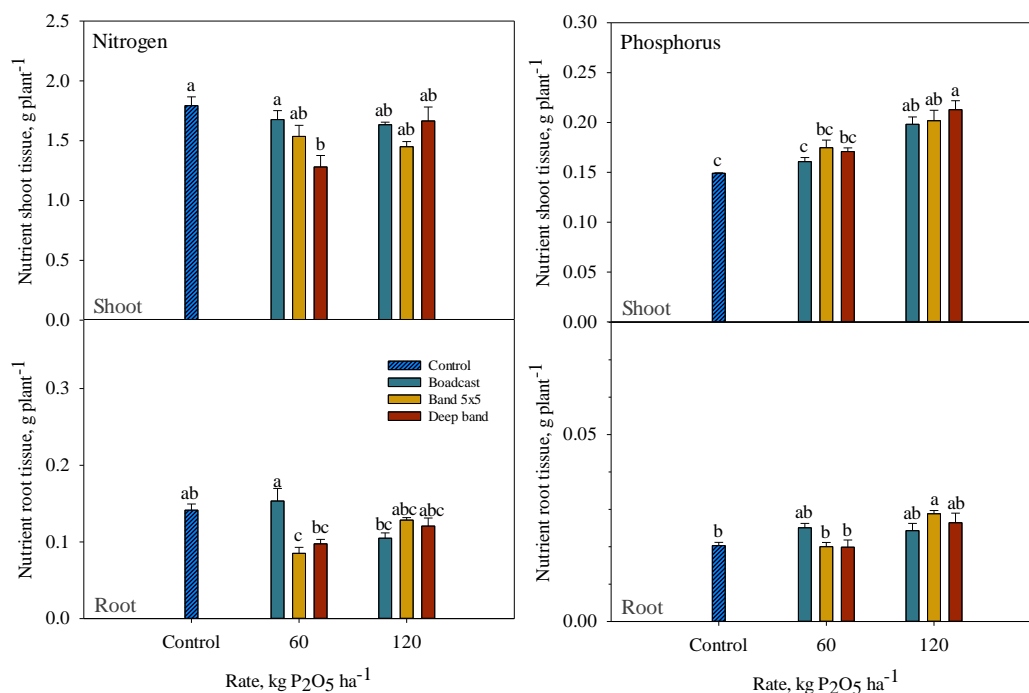 Nitrogen
Nutrient shoot tissue, g plant⁻¹
2.5
2.0
1.5
1.0
0.5
0.0
a
a
ab
b
ab
ab
ab
Shoot
Phosphorus
Nutrient shoot tissue, g plant⁻¹
0.30
0.25
0.20
0.15
0.10
0.05
0.00
c
c
bc
bc
ab
ab
a
Shoot
Nutrient root tissue, g plant⁻¹
0.3
0.2
0.1
0.0
Control
Boadcast
Band 5x5
Deep band
ab
a
c
bc
bc
abc
abc
Root
Control
60
120
Rate, kg P₂O₅ ha⁻¹
Nutrient root tissue, g plant⁻¹
0.05
0.00
b
ab
b
b
ab
a
ab
Root
Control
60
120
Rate, kg P₂O₅ ha⁻¹